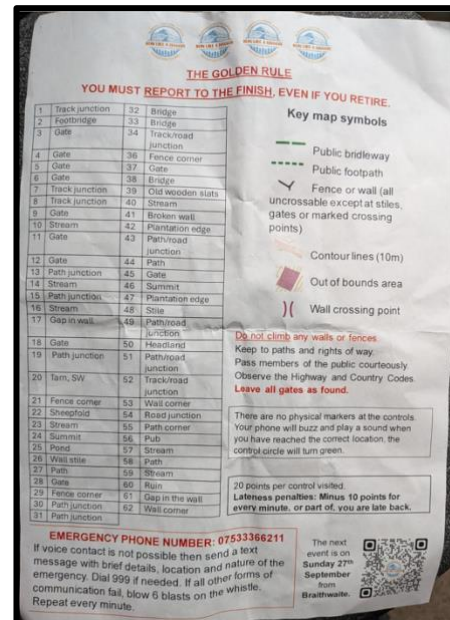 THE GOLDEN RULE
YOU MUST REPORT TO THE FINISH, EVEN IF YOU RETIRE.
1 Track junction
2 Footbridge
3 Gate
4 Gate
5 Gate
6 Gate
7 Track junction
8 Track junction
9 Gate
10 Stream
11 Gate
12 Gate
13 Path junction
14 Stream
15 Path junction
16 Stream
17 Gap in wall
18 Gate
19 Path junction
20 Tarn, SW
21 Fence corner
22 Sheepfold
23 Stream
24 Summit
25 Pond
26 Wall stile
27 Path
28 Gate
29 Fence corner
30 Path junction
31 Path junction
32 Bridge
33 Bridge
34 Track/road
junction
36 Fence corner
37 Gate
38 Bridge
39 Old wooden slats
40 Stream
41 Broken wall
42 Plantation edge
43 Path/road
junction
44 Path
45 Gate
46 Summit
47 Plantation edge
48 Stile
49 Path/road
junction
50 Headland
51 Path/road
junction
52 Track/road
junction
53 Wall corner
54 Road junction
55 Path corner
56 Pub
57 Stream
58 Path
59 Stream
60 Ruin
61 Gap in the wall
62 Wall corner
Key map symbols
Public bridleway
Public footpath
Fence or wall (all
uncrossable except at stiles,
gates or marked crossing
points)
Contour lines (10m)
Out of bounds area
Wall crossing point
Do not climb any walls or fences.
Keep to paths and rights of way.
Pass members of the public courteously.
Observe the Highway and Country Codes.
Leave all gates as found.
There are no physical markers at the controls.
Your phone will buzz and play a sound when
you have reached the correct location, the
control circle will turn green.
20 points per control visited.
Lateness penalties: Minus 10 points for
every minute, or part of, you are late back.
EMERGENCY PHONE NUMBER: 07533366211
If voice contact is not possible then send a text
message with brief details, location and nature of the
emergency. Dial 999 if needed. If all other forms of
communication fail, blow 6 blasts on the whistle.
Repeat every minute.
The next
event is on
Sunday 27th
September
from
Braithwaite.